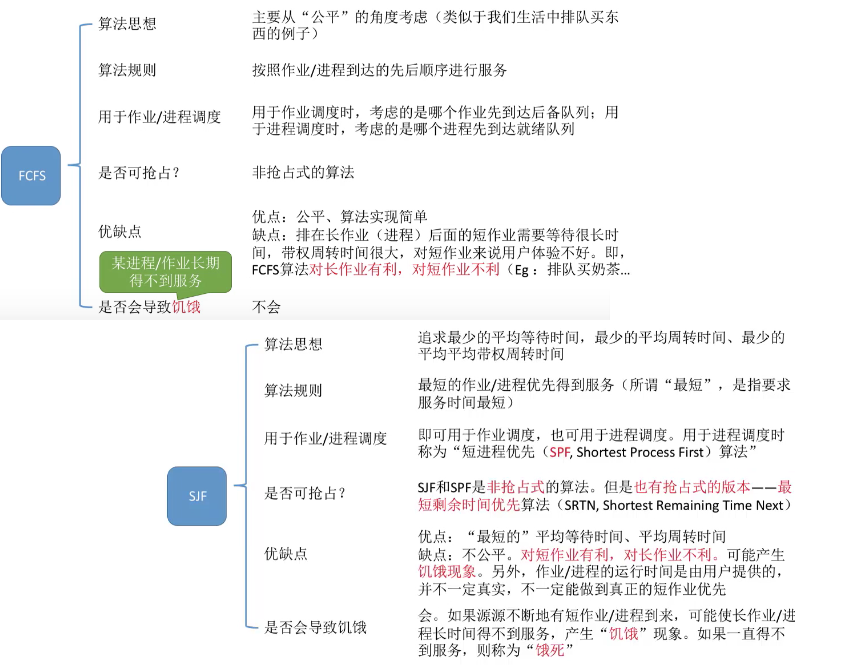 FCFS
算法思想
主要从“公平”的角度考虑（类似于我们生活中排队买东
西的例子）
算法规则
按照作业/进程到达的先后顺序进行服务
用于作业/进程调度
用于作业调度时，考虑的是哪个作业先到达后备队列；用
于进程调度时，考虑的是哪个进程先到达就绪队列
是否可抢占？
非抢占式的算法
优缺点
优点：公平、算法实现简单
缺点：排在长作业（进程）后面的短作业需要等待很长时
间，带权周转时间很大，对短作业来说用户体验不好。即，
FCFS算法对长作业有利，对短作业不利（Eg：排队买奶茶...
某进程/作业长期
得不到服务
是否会导致饥饿
不会
SJF
算法思想
追求最少的平均等待时间，最少的平均周转时间、最少的
平均平均带权周转时间
算法规则
最短的作业/进程优先得到服务（所谓“最短”，是指要求
服务时间最短）
用于作业/进程调度
即可用于作业调度，也可用于进程调度。用于进程调度时
称为“短进程优先（SPF, Shortest Process First）算法”
是否可抢占？
SJF和SPF是非抢占式的算法。但是也有抢占式的版本——最
短剩余时间优先算法（SRTN, Shortest Remaining Time Next）
优缺点
优点：“最短的”平均等待时间、平均周转时间
缺点：不公平。对短作业有利，对长作业不利。可能产生
饥饿现象。另外，作业/进程的运行时间是由用户提供的，
并不一定真实，不一定能做到真正的短作业优先
是否会导致饥饿
会。如果源源不断地有短作业/进程到来，可能使长作业/进
程长时间得不到服务，产生“饥饿”现象。如果一直得不
到服务，则称为“饿死”